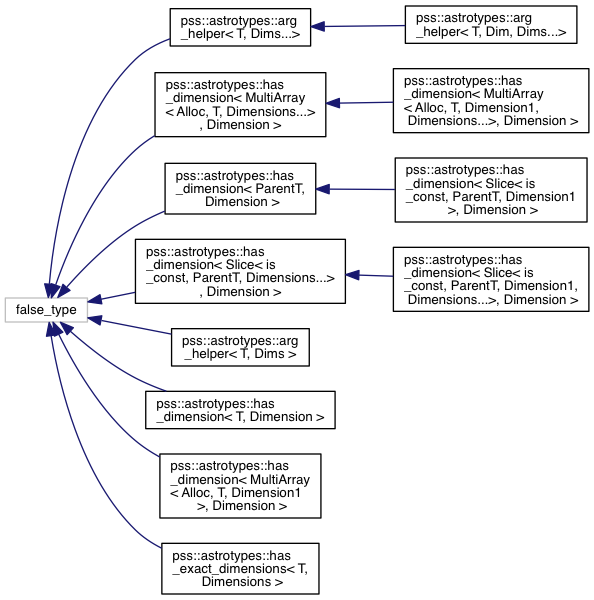 pss::astrotypes::arg
_helper< T, Dims...>
pss::astrotypes::arg
_helper< T, Dim, Dims...>
pss::astrotypes::has
_dimension< MultiArray
< Alloc, T, Dimensions...>
, Dimension >
pss::astrotypes::has
_dimension< MultiArray
< Alloc, T, Dimension1,
Dimensions...>, Dimension >
pss::astrotypes::has
_dimension< ParentT,
Dimension >
pss::astrotypes::has
_dimension< Slice< is
_const, ParentT, Dimension1
>, Dimension >
pss::astrotypes::has
_dimension< Slice< is
_const, ParentT, Dimensions...>
, Dimension >
pss::astrotypes::has
_dimension< Slice< is
_const, ParentT, Dimension1,
Dimensions...>, Dimension >
false_type
pss::astrotypes::arg
_helper< T, Dims >
pss::astrotypes::has
_dimension< T, Dimension >
pss::astrotypes::has
_dimension< MultiArray
< Alloc, T, Dimension1
>, Dimension >
pss::astrotypes::has
_exact_dimensions< T,
Dimensions >